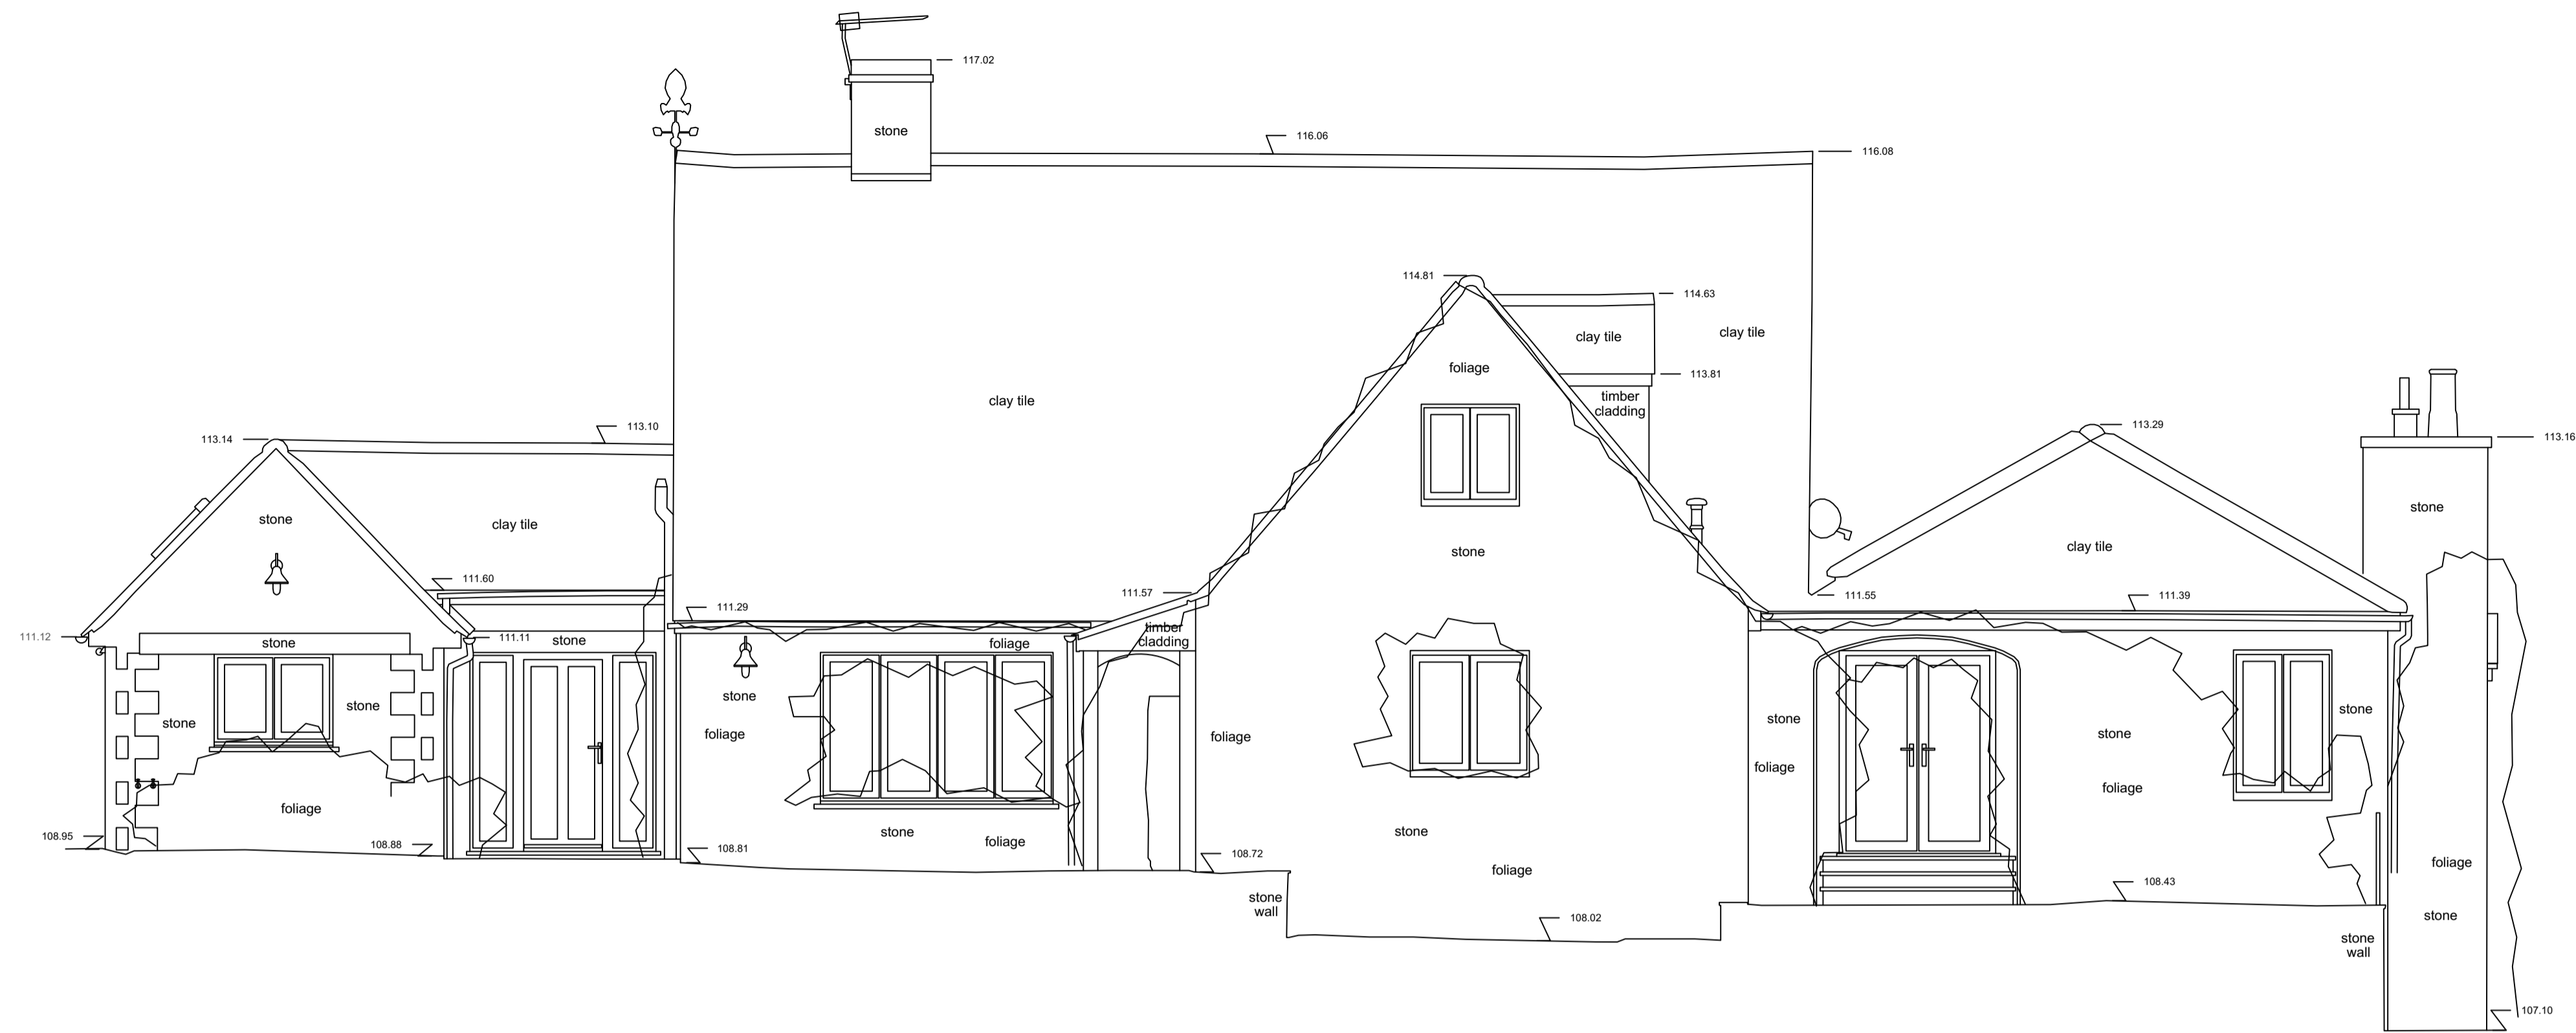 117.02
stone
116.06
116.08
114.81
114.63
clay tile
clay tile
foliage
113.81
timber
cladding
clay tile
113.14
113.10
113.29
113.16
stone
clay tile
stone
stone
clay tile
111.60
111.29
111.57
111.55
111.39
111.12
stone
111.11
stone
foliage
timber
cladding
stone
stone
stone
foliage
foliage
stone
foliage
stone
foliage
stone
foliage
foliage
stone
foliage
stone
108.95
108.88
108.81
108.72
foliage
foliage
108.43
stone
wall
108.02
stone
stone
wall
107.10